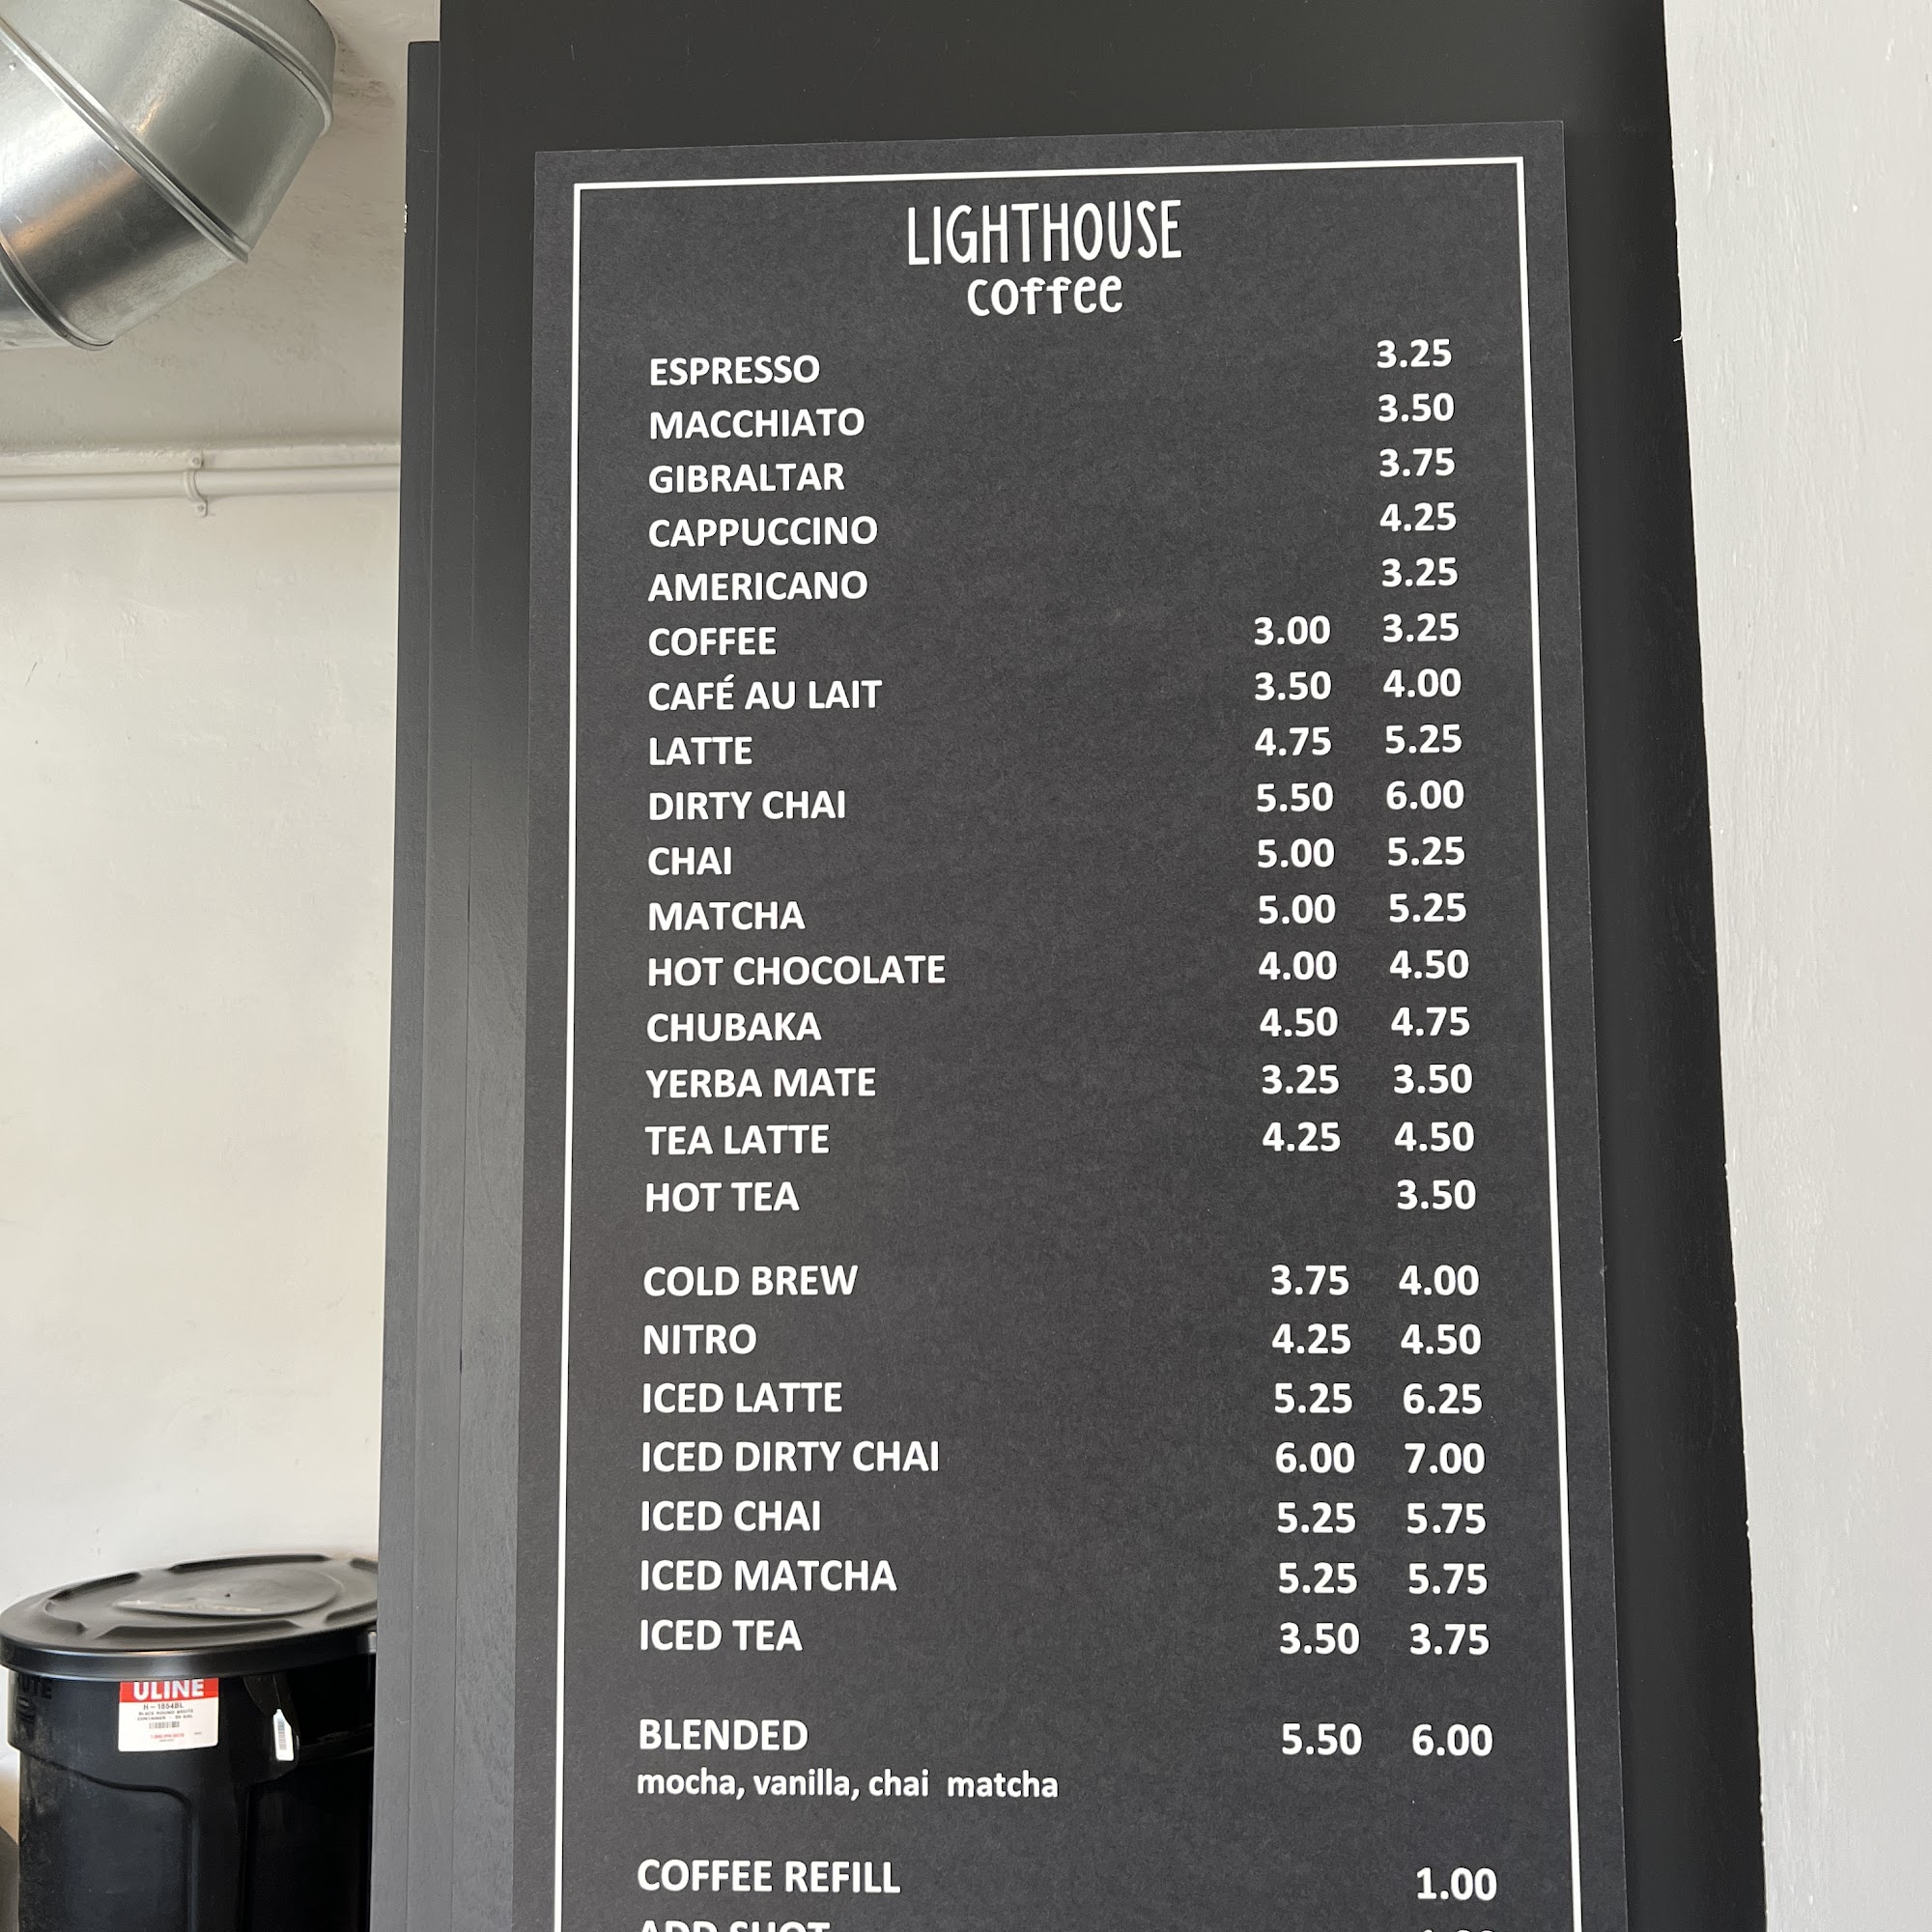 LIGHTHOUSE
coffee
ESPRESSO 3.25
MACCHIATO 3.50
GIBRALTAR 3.75
CAPPUCCINO 4.25
AMERICANO 3.25
COFFEE 3.00 3.25
CAFÉ AU LAIT 3.50 4.00
LATTE 4.75 5.25
DIRTY CHAI 5.50 6.00
CHAI 5.00 5.25
MATCHA 5.00 5.25
HOT CHOCOLATE 4.00 4.50
CHUBAKA 4.50 4.75
YERBA MATE 3.25 3.50
TEA LATTE 4.25 4.50
HOT TEA 3.50
COLD BREW 3.75 4.00
NITRO 4.25 4.50
ICED LATTE 5.25 6.25
ICED DIRTY CHAI 6.00 7.00
ICED CHAI 5.25 5.75
ICED MATCHA 5.25 5.75
ICED TEA 3.50 3.75
BLENDED 5.50 6.00
mocha, vanilla, chai matcha
COFFEE REFILL 1.00
ADD SHOT
ULINE
H-1854BL